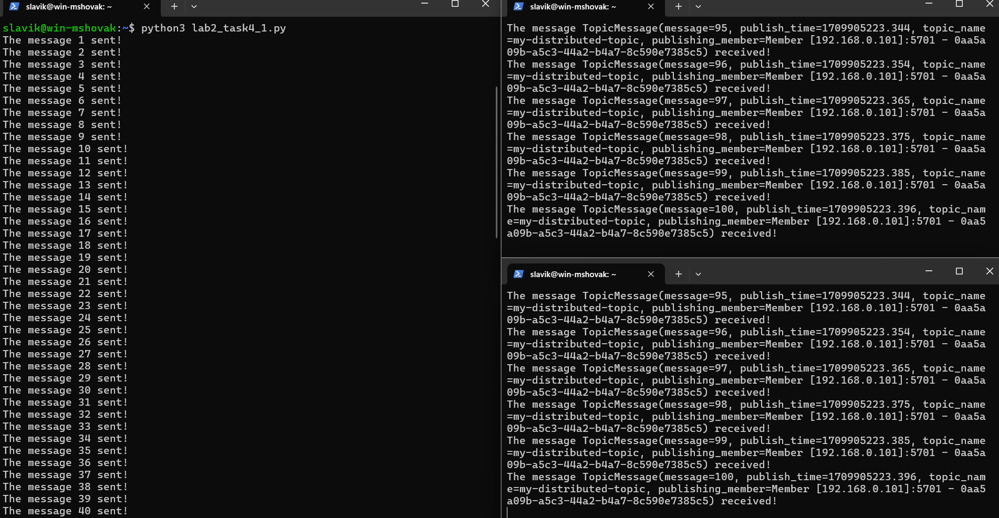 slavik@win-mshovak: ~
slavik@win-mshovak:~$ python3 lab2_task4_1.py
The message 1 sent!
The message 2 sent!
The message 3 sent!
The message 4 sent!
The message 5 sent!
The message 6 sent!
The message 7 sent!
The message 8 sent!
The message 9 sent!
The message 10 sent!
The message 11 sent!
The message 12 sent!
The message 13 sent!
The message 14 sent!
The message 15 sent!
The message 16 sent!
The message 17 sent!
The message 18 sent!
The message 19 sent!
The message 20 sent!
The message 21 sent!
The message 22 sent!
The message 23 sent!
The message 24 sent!
The message 25 sent!
The message 26 sent!
The message 27 sent!
The message 28 sent!
The message 29 sent!
The message 30 sent!
The message 31 sent!
The message 32 sent!
The message 33 sent!
The message 34 sent!
The message 35 sent!
The message 36 sent!
The message 37 sent!
The message 38 sent!
The message 39 sent!
The message 40 sent!
slavik@win-mshovak: ~
The message TopicMessage(message=95, publish_time=1709905223.344, topic_name
=my-distributed-topic, publishing_member=Member [192.168.0.101]:5701 - 0aa5a
09b-a5c3-44a2-b4a7-8c590e7385c5) received!
The message TopicMessage(message=96, publish_time=1709905223.354, topic_name
=my-distributed-topic, publishing_member=Member [192.168.0.101]:5701 - 0aa5a
09b-a5c3-44a2-b4a7-8c590e7385c5) received!
The message TopicMessage(message=97, publish_time=1709905223.365, topic_name
=my-distributed-topic, publishing_member=Member [192.168.0.101]:5701 - 0aa5a
09b-a5c3-44a2-b4a7-8c590e7385c5) received!
The message TopicMessage(message=98, publish_time=1709905223.375, topic_name
=my-distributed-topic, publishing_member=Member [192.168.0.101]:5701 - 0aa5a
09b-a5c3-44a2-b4a7-8c590e7385c5) received!
The message TopicMessage(message=99, publish_time=1709905223.385, topic_name
=my-distributed-topic, publishing_member=Member [192.168.0.101]:5701 - 0aa5a
09b-a5c3-44a2-b4a7-8c590e7385c5) received!
The message TopicMessage(message=100, publish_time=1709905223.396, topic_nam
e=my-distributed-topic, publishing_member=Member [192.168.0.101]:5701 - 0aa5
a09b-a5c3-44a2-b4a7-8c590e7385c5) received!
slavik@win-mshovak: ~
The message TopicMessage(message=95, publish_time=1709905223.344, topic_name
=my-distributed-topic, publishing_member=Member [192.168.0.101]:5701 - 0aa5a
09b-a5c3-44a2-b4a7-8c590e7385c5) received!
The message TopicMessage(message=96, publish_time=1709905223.354, topic_name
=my-distributed-topic, publishing_member=Member [192.168.0.101]:5701 - 0aa5a
09b-a5c3-44a2-b4a7-8c590e7385c5) received!
The message TopicMessage(message=97, publish_time=1709905223.365, topic_name
=my-distributed-topic, publishing_member=Member [192.168.0.101]:5701 - 0aa5a
09b-a5c3-44a2-b4a7-8c590e7385c5) received!
The message TopicMessage(message=98, publish_time=1709905223.375, topic_name
=my-distributed-topic, publishing_member=Member [192.168.0.101]:5701 - 0aa5a
09b-a5c3-44a2-b4a7-8c590e7385c5) received!
The message TopicMessage(message=99, publish_time=1709905223.385, topic_name
=my-distributed-topic, publishing_member=Member [192.168.0.101]:5701 - 0aa5a
09b-a5c3-44a2-b4a7-8c590e7385c5) received!
The message TopicMessage(message=100, publish_time=1709905223.396, topic_nam
e=my-distributed-topic, publishing_member=Member [192.168.0.101]:5701 - 0aa5
a09b-a5c3-44a2-b4a7-8c590e7385c5) received!